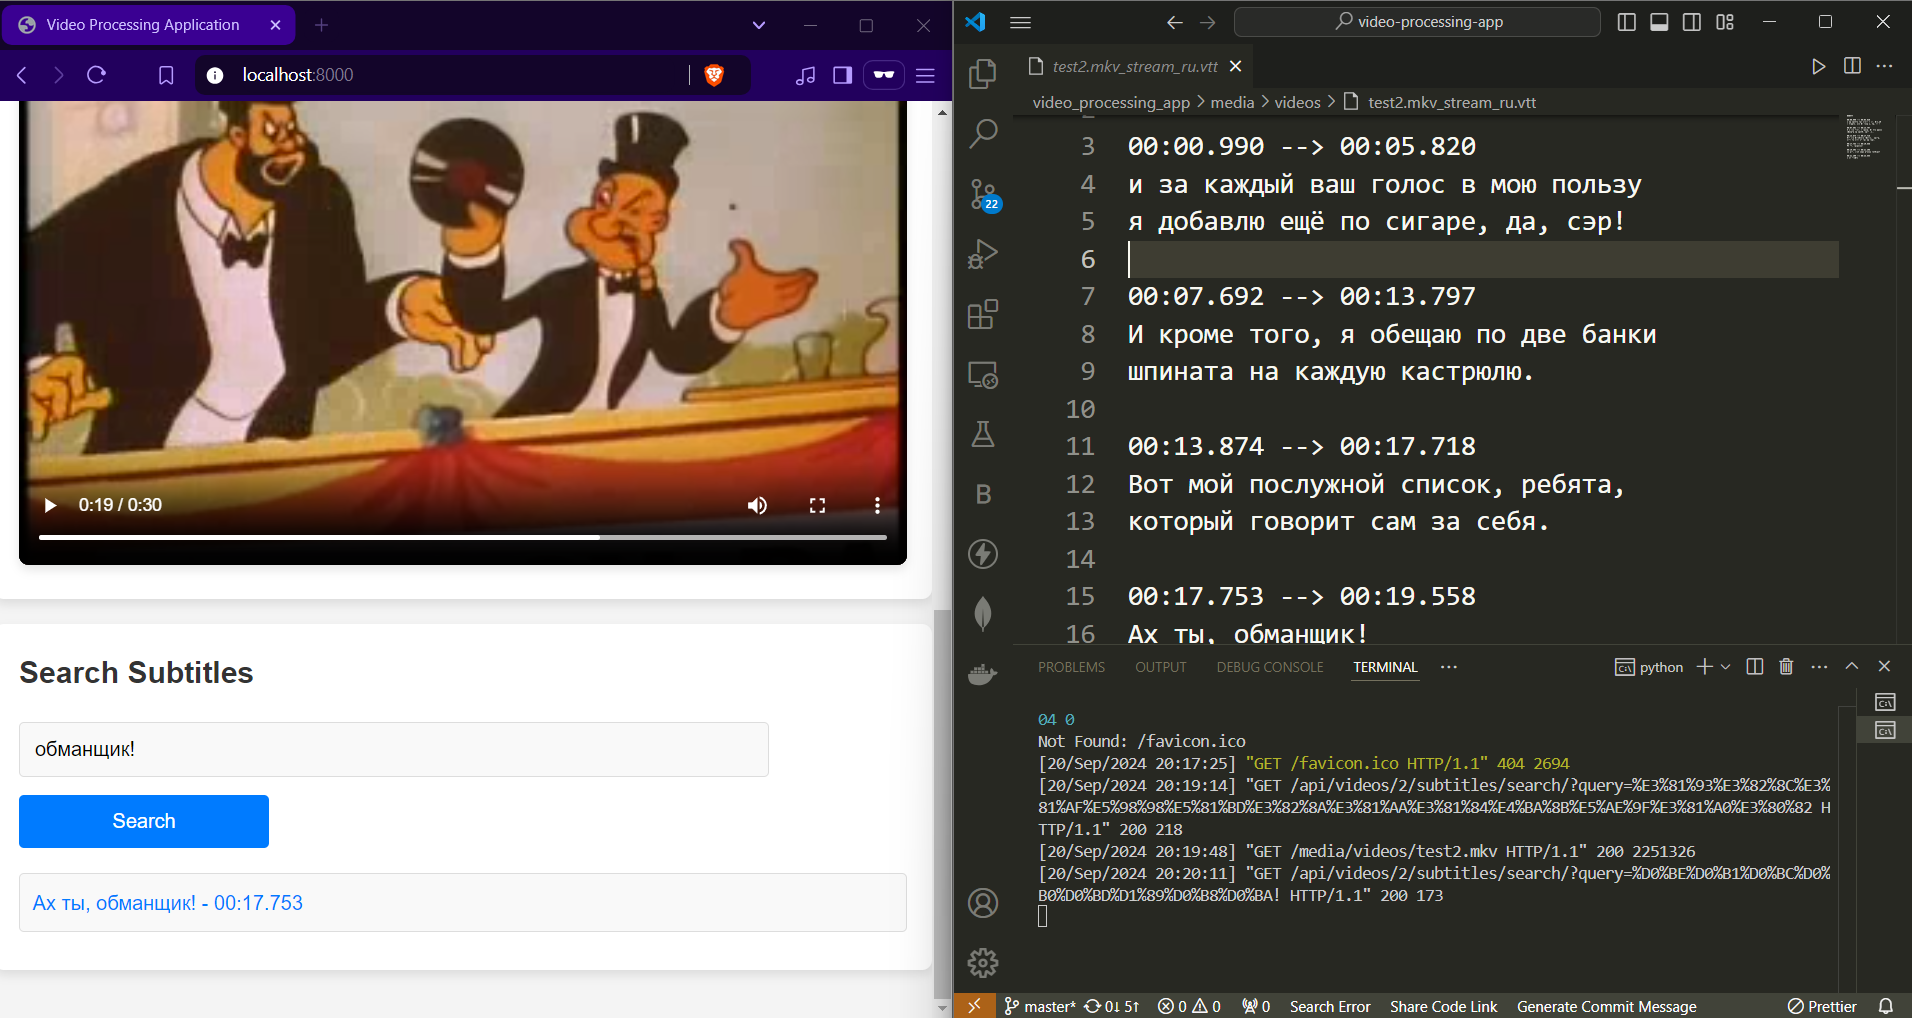 Video Processing Application
localhost:8000
0:19 / 0:30
Search Subtitles
обманщик!
Search
Ах ты, обманщик! - 00:17.753
video-processing-app
22
B
test2.mkv_stream_ru.vtt
video_processing_app > media > videos > test2.mkv_stream_ru.vtt
2
3 00:00.990 --> 00:05.820
4 и за каждый ваш голос в мою пользу
5 я добавлю ещё по сигаре, да, сэр!
6
7 00:07.692 --> 00:13.797
8 И кроме того, я обещаю по две банки
9 шпината на каждую кастрюлю.
10
11 00:13.874 --> 00:17.718
12 Вот мой послужной список, ребята,
13 который говорит сам за себя.
14
15 00:17.753 --> 00:19.558
16 Ах ты, обманщик!
PROBLEMS OUTPUT DEBUG CONSOLE TERMINAL
python
04 0
Not Found: /favicon.ico
[20/Sep/2024 20:17:25] "GET /favicon.ico HTTP/1.1" 404 2694
[20/Sep/2024 20:19:14] "GET /api/videos/2/subtitles/search/?query=%E3%81%93%E3%82%8C%E3%
81%AF%E5%98%98%E5%81%BD%E3%82%8A%E3%81%AA%E3%81%84%E4%BA%8B%E5%AE%9F%E3%81%A0%E3%80%82 H
TTP/1.1" 200 218
[20/Sep/2024 20:19:48] "GET /media/videos/test2.mkv HTTP/1.1" 200 2251326
[20/Sep/2024 20:20:11] "GET /api/videos/2/subtitles/search/?query=%D0%BE%D0%B1%D0%BC%D0%
B0%D0%BD%D1%89%D0%B8%D0%BA! HTTP/1.1" 200 173
master* 0↓ 5↑ 0 0 0 Search Error Share Code Link Generate Commit Message Prettier